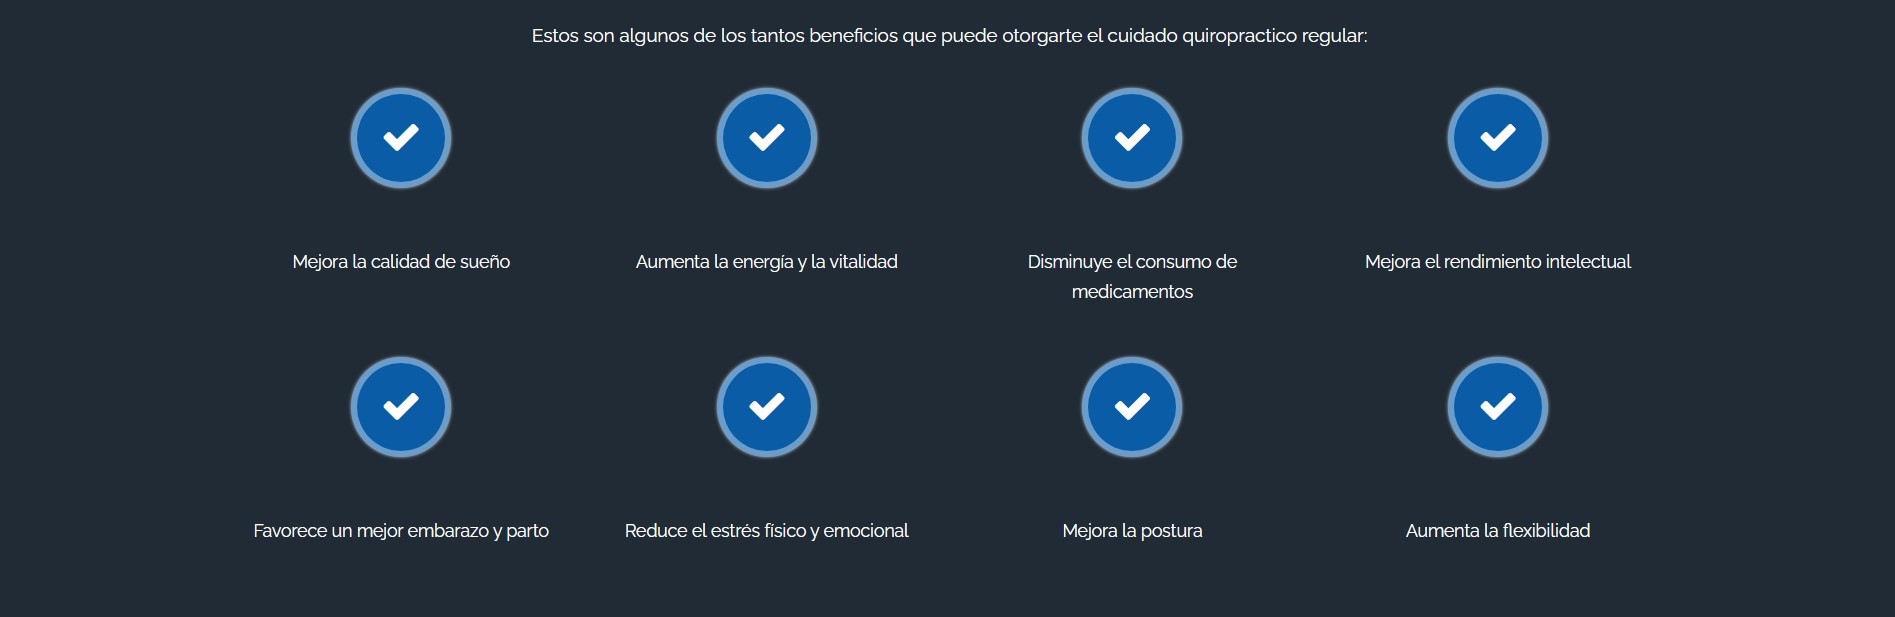 Estos son algunos de los tantos beneficios que puede otorgarte el cuidado quiropractico regular:
Mejora la calidad de sueño
Aumenta la energía y la vitalidad
Disminuye el consumo de
medicamentos
Mejora el rendimiento intelectual
Favorece un mejor embarazo y parto
Reduce el estrés físico y emocional
Mejora la postura
Aumenta la flexibilidad